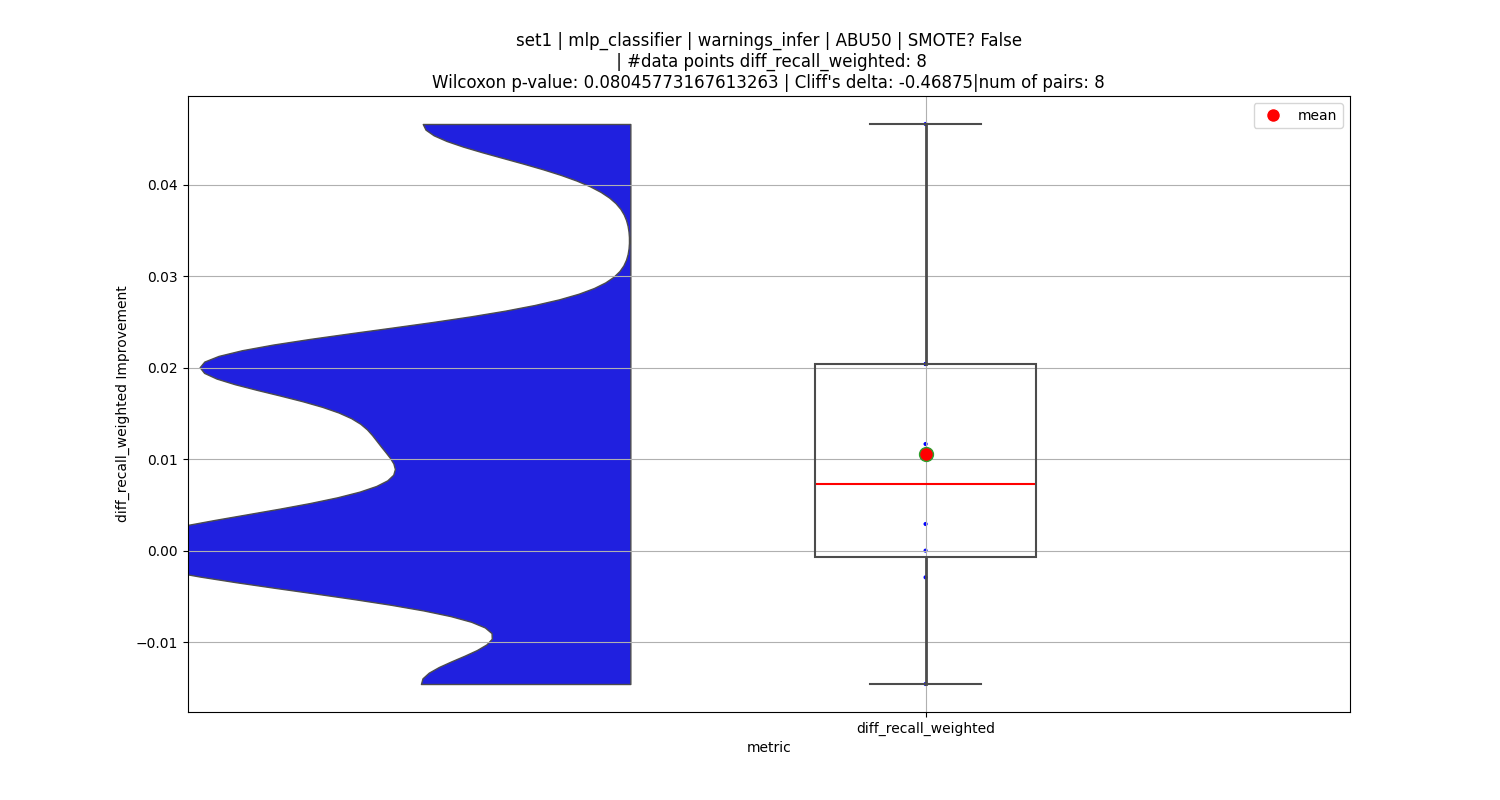 set1 | mlp_classifier | warnings_infer | ABU50 | SMOTE? False
| #data points diff_recall_weighted: 8
Wilcoxon p-value: 0.08045773167613263 | Cliff's delta: -0.46875|num of pairs: 8
mean
0.04
0.03
0.02
0.01
0.00
−0.01
diff_recall_weighted Improvement
diff_recall_weighted
metric